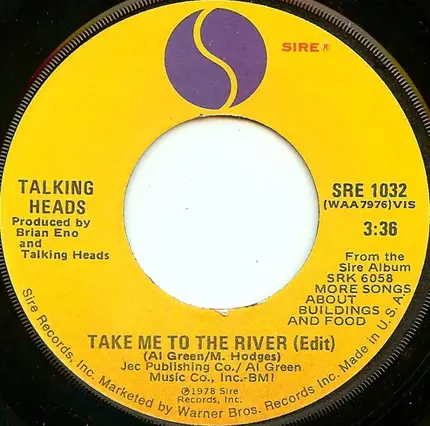 SIRE ®
TALKING
HEADS
Produced by
Brian Eno
and
Talking Heads
SRE 1032
(WAA7976)VIS
3:36
From the
Sire Album
SRK 6058
MORE SONGS
ABOUT
BUILDINGS
AND FOOD
TAKE ME TO THE RIVER (Edit)
(Al Green/M. Hodges)
Jec Publishing Co./ Al Green
Music Co., Inc.-BMI
℗1978 Sire
Records, Inc.
Sire Records, Inc. Marketed by Warner Bros. Records Inc. Made in U.S.A.